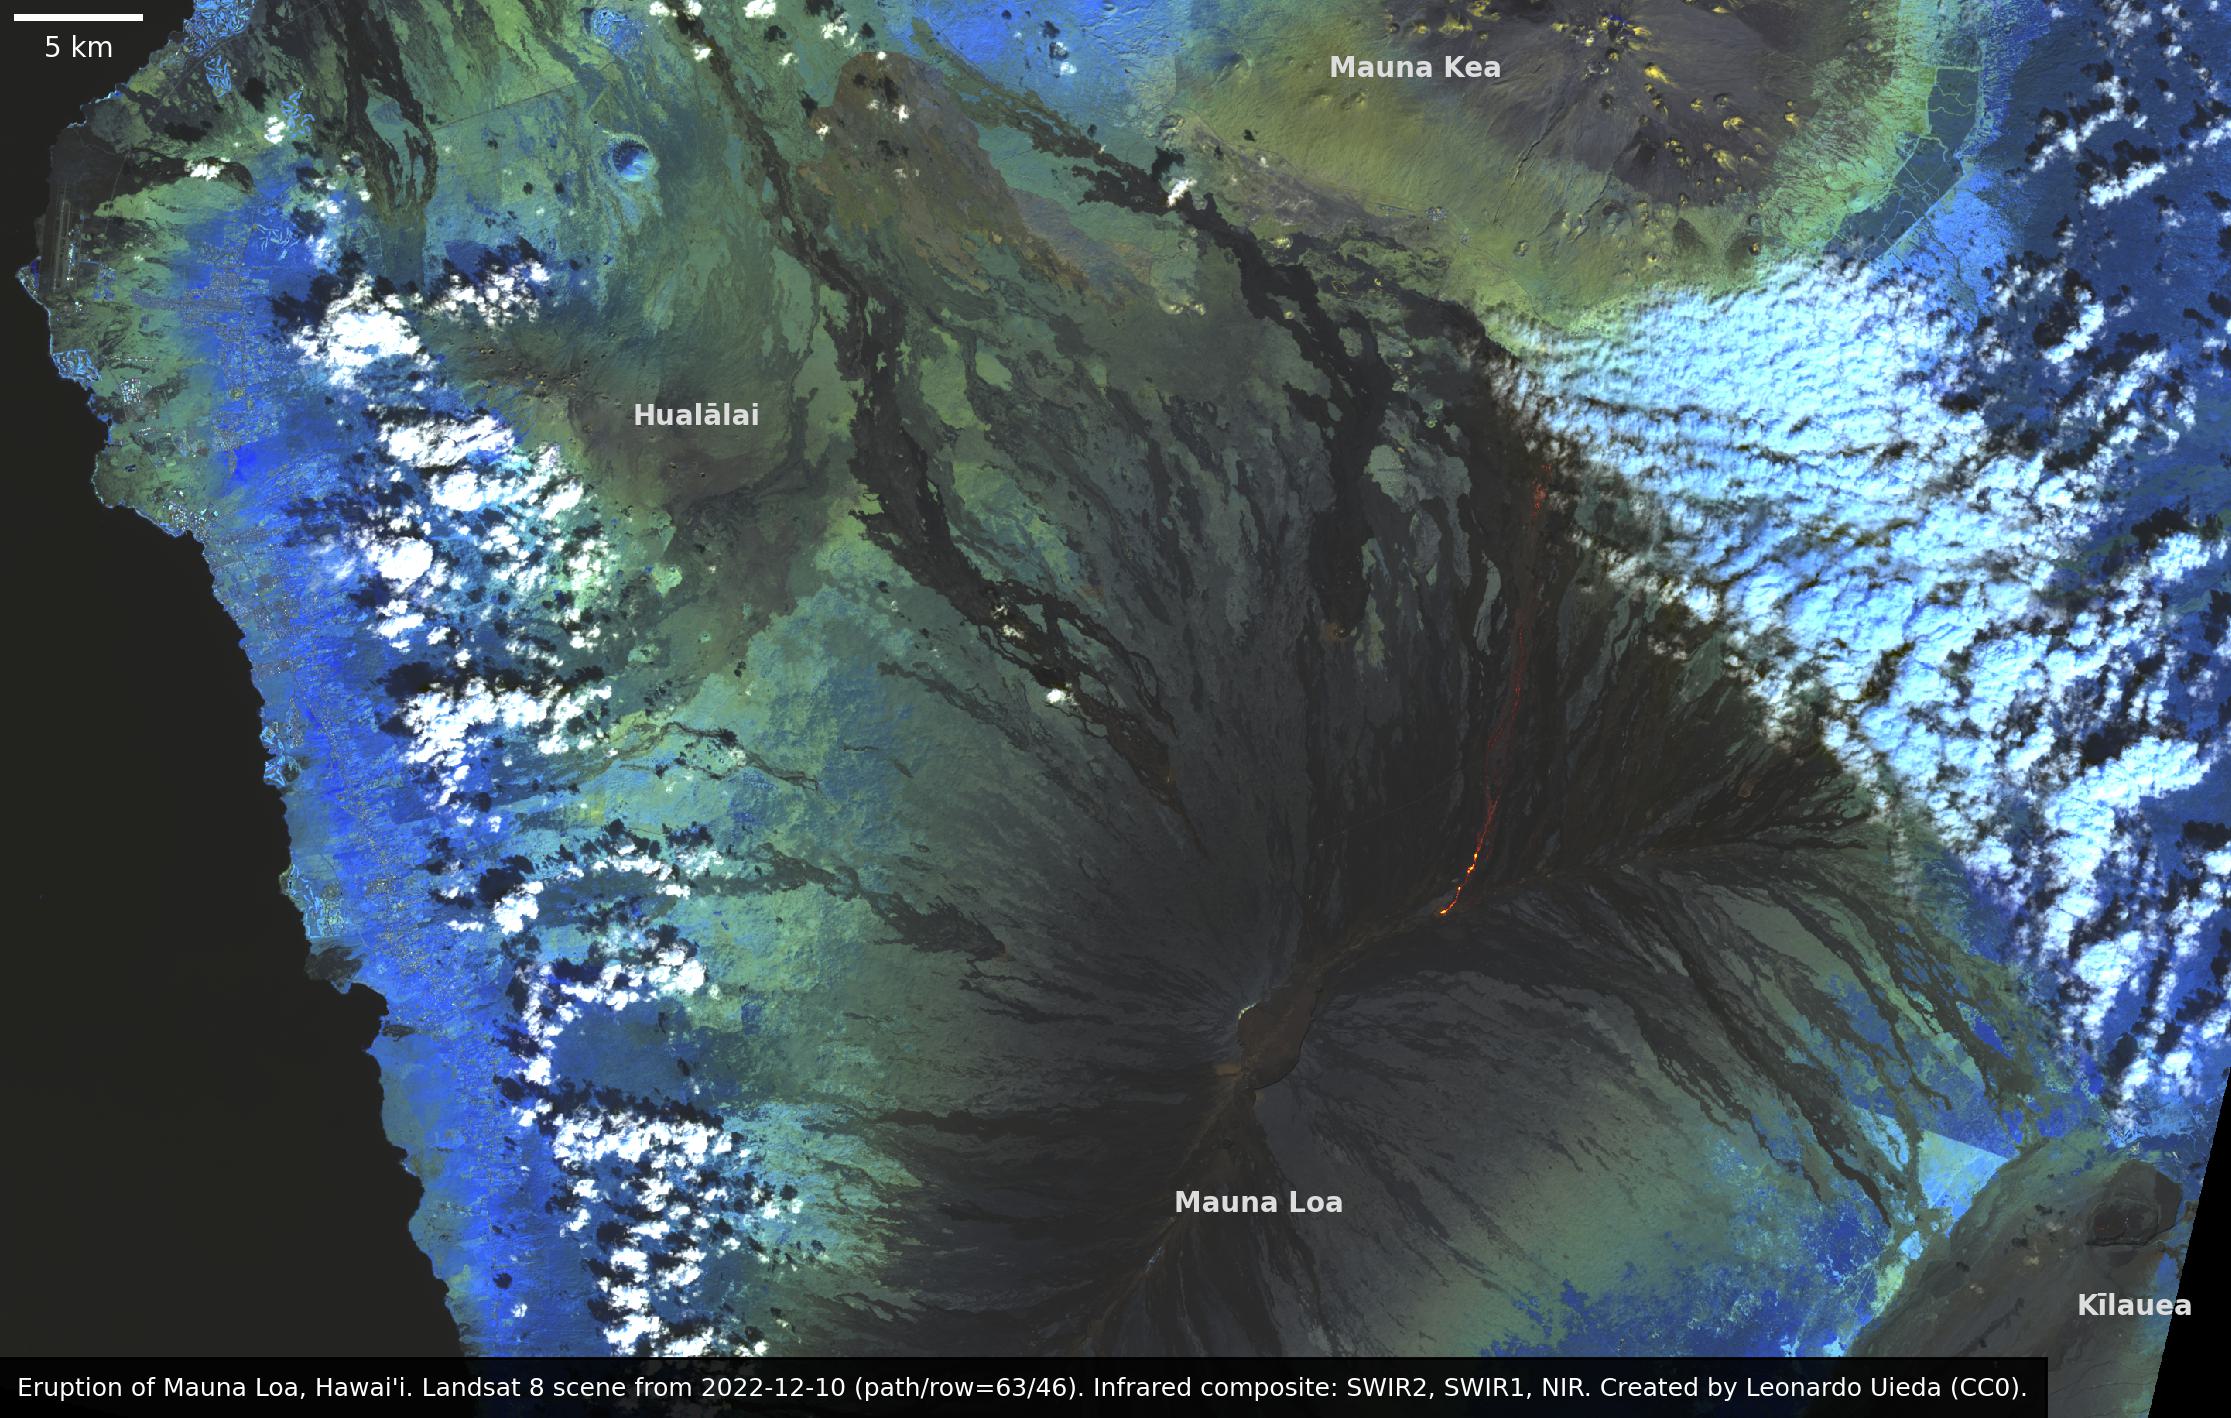 5 km
Mauna Kea
Hualālai
Mauna Loa
Kīlauea
Eruption of Mauna Loa, Hawai'i. Landsat 8 scene from 2022-12-10 (path/row=63/46). Infrared composite: SWIR2, SWIR1, NIR. Created by Leonardo Uieda (CC0).